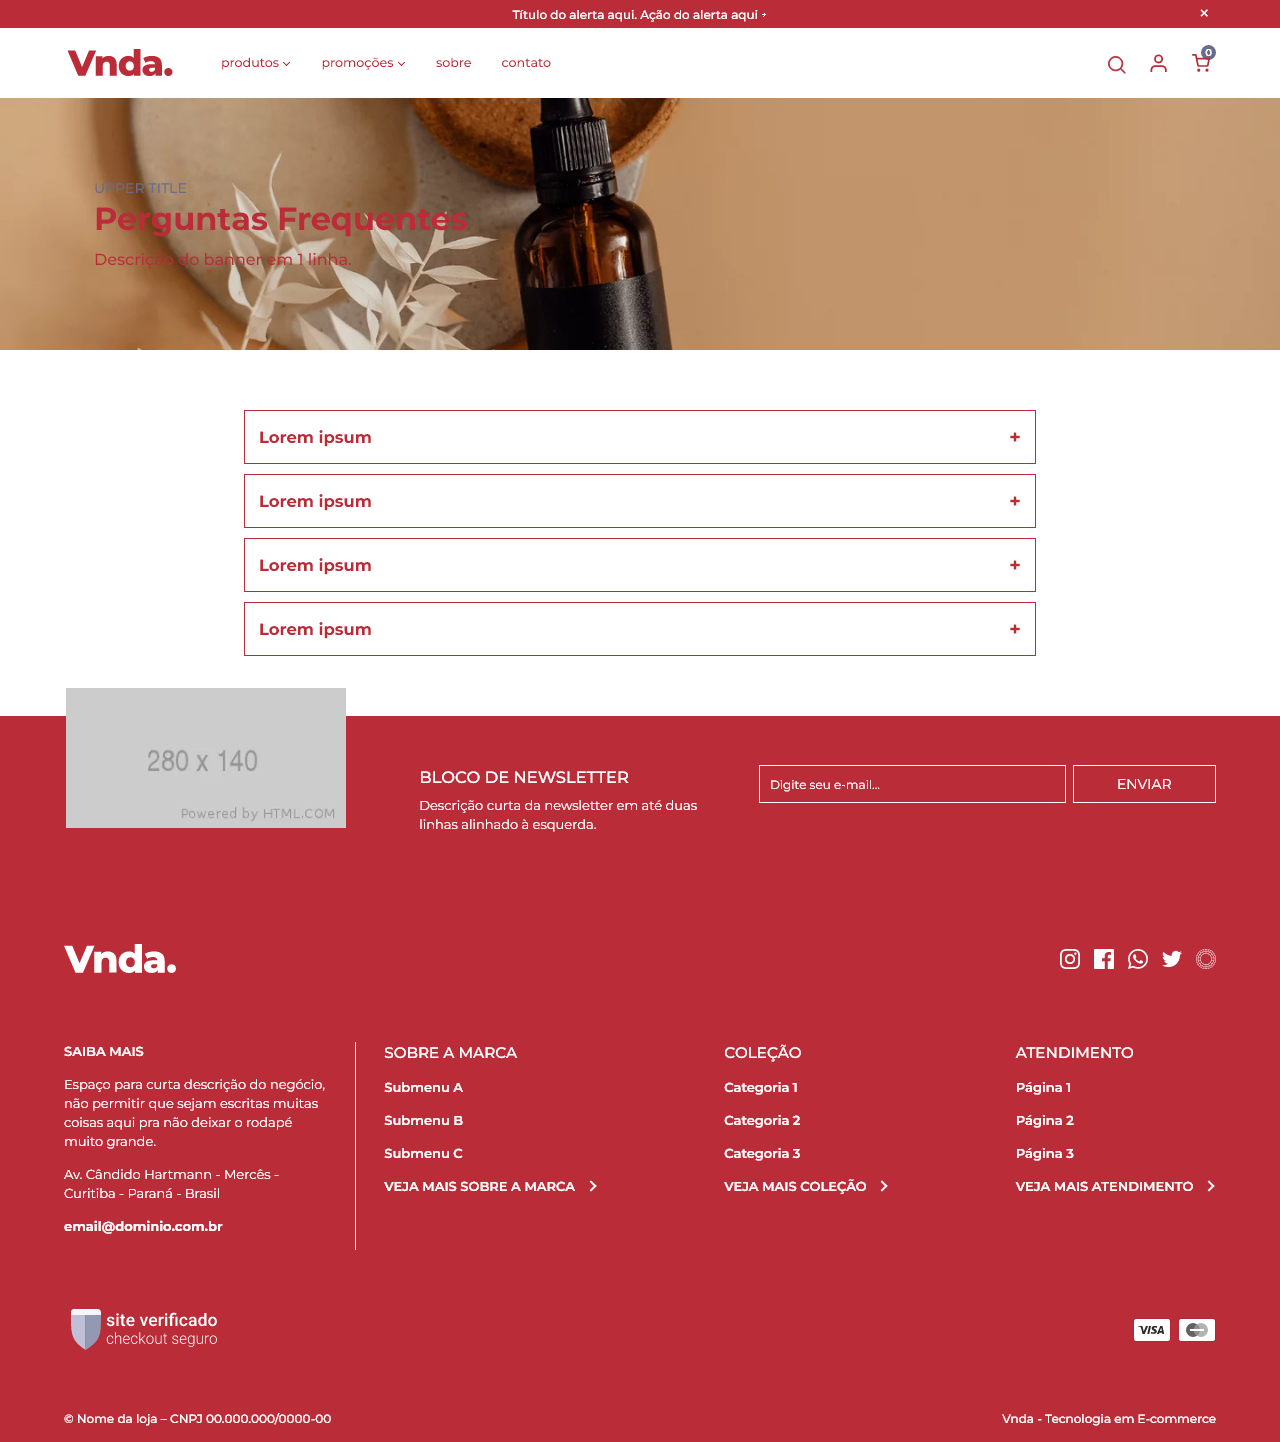 Título do alerta aqui. Ação do alerta aqui +
×
Vnda.
produtos
promoções
sobre
contato
0
UPPER TITLE
Perguntas Frequentes
Descrição do banner em 1 linha.
Lorem ipsum +
Lorem ipsum +
Lorem ipsum +
Lorem ipsum +
280 x 140
Powered by HTML.COM
BLOCO DE NEWSLETTER
Descrição curta da newsletter em até duas
linhas alinhado à esquerda.
Digite seu e-mail...
ENVIAR
Vnda.
SAIBA MAIS
Espaço para curta descrição do negócio,
não permitir que sejam escritas muitas
coisas aqui pra não deixar o rodapé
muito grande.
Av. Cândido Hartmann - Mercês -
Curitiba - Paraná - Brasil
email@dominio.com.br
SOBRE A MARCA
Submenu A
Submenu B
Submenu C
VEJA MAIS SOBRE A MARCA
COLEÇÃO
Categoria 1
Categoria 2
Categoria 3
VEJA MAIS COLEÇÃO
ATENDIMENTO
Página 1
Página 2
Página 3
VEJA MAIS ATENDIMENTO
site verificado
checkout seguro
VISA
© Nome da loja – CNPJ 00.000.000/0000-00
Vnda - Tecnologia em E-commerce